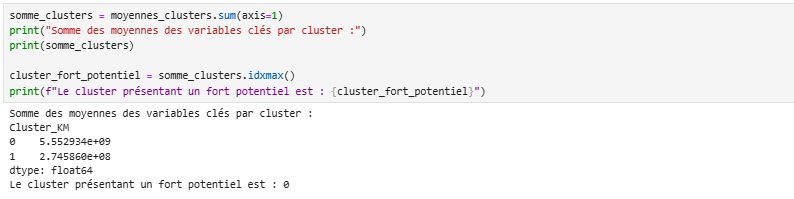 somme_clusters = moyennes_clusters.sum(axis=1)
print("Somme des moyennes des variables clés par cluster :")
print(somme_clusters)
cluster_fort_potentiel = somme_clusters.idxmax()
print(f"Le cluster présentant un fort potentiel est : {cluster_fort_potentiel}")
Somme des moyennes des variables clés par cluster :
Cluster_KM
0    5.552934e+09
1    2.745860e+08
dtype: float64
Le cluster présentant un fort potentiel est : 0